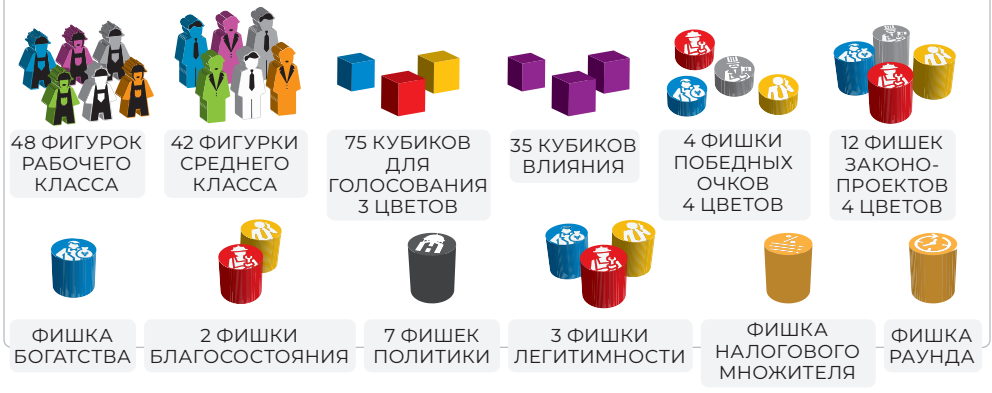 48 ФИГУРОК
РАБОЧЕГО
КЛАССА
42 ФИГУРКИ
СРЕДНЕГО
КЛАССА
75 КУБИКОВ
ДЛЯ
ГОЛОСОВАНИЯ
3 ЦВЕТОВ
35 КУБИКОВ
ВЛИЯНИЯ
4 ФИШКИ
ПОБЕДНЫХ
ОЧКОВ
4 ЦВЕТОВ
12 ФИШЕК
ЗАКОНО-
ПРОЕКТОВ
4 ЦВЕТОВ
ФИШКА
БОГАТСТВА
2 ФИШКИ
БЛАГОСОСТОЯНИЯ
7 ФИШЕК
ПОЛИТИКИ
3 ФИШКИ
ЛЕГИТИМНОСТИ
ФИШКА
НАЛОГОВОГО
МНОЖИТЕЛЯ
ФИШКА
РАУНДА